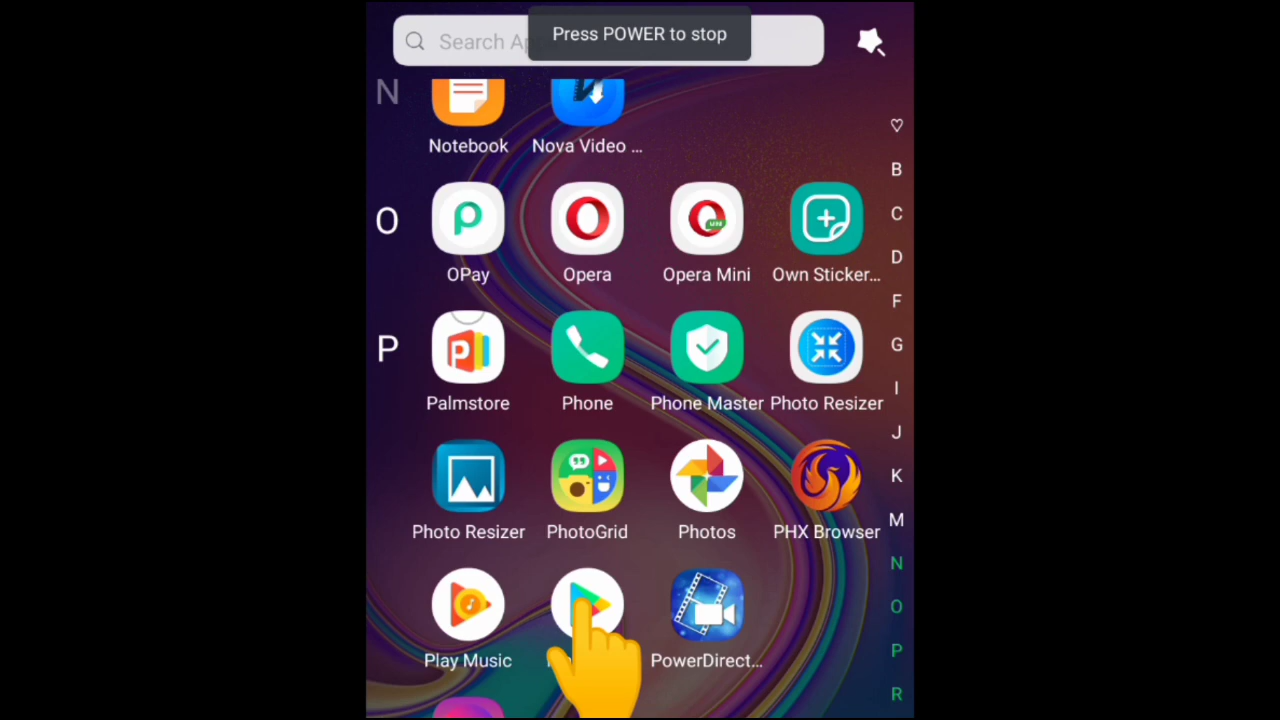 Search Ap
Press POWER to stop
N
Notebook
Nova Video ...
O
OPay
Opera
Opera Mini
Own Sticker...
P
Palmstore
Phone
Phone Master
Photo Resizer
Photo Resizer
PhotoGrid
Photos
PHX Browser
Play Music
PowerDirect...
♡
B
C
D
F
G
I
J
K
M
N
O
P
R